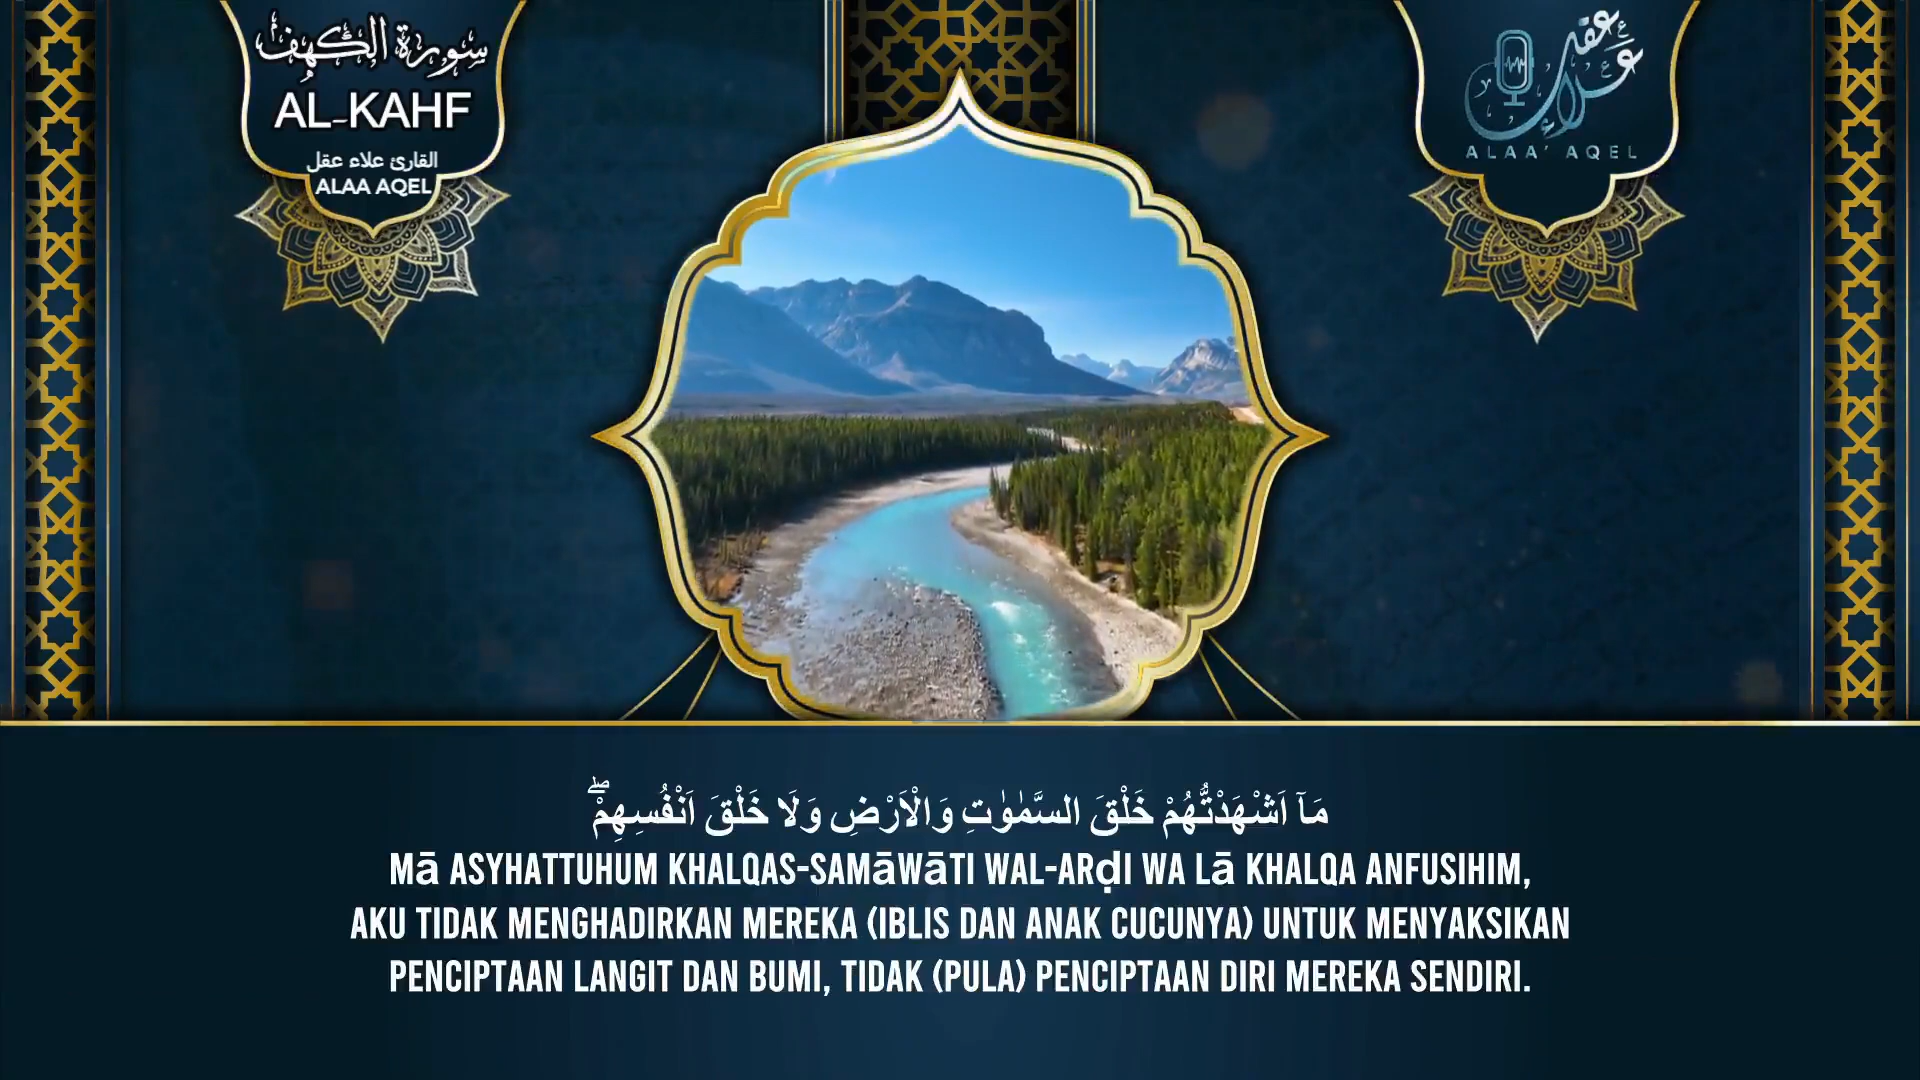 سورة الكهف
AL-KAHF
القارئ علاء عقل
ALAA AQEL
علاء عقل
ALAA' AQEL
مَآ اَشْهَدْتُّهُمْ خَلْقَ السَّمٰوٰتِ وَالْاَرْضِ وَلَا خَلْقَ اَنْفُسِهِمْۖ
Mā ASYHATTUHUM KHALQAS-SAMāWāTI WAL-ARḍI WA Lā KHALQA ANFUSIHIM,
AKU TIDAK MENGHADIRKAN MEREKA (IBLIS DAN ANAK CUCUNYA) UNTUK MENYAKSIKAN
PENCIPTAAN LANGIT DAN BUMI, TIDAK (PULA) PENCIPTAAN DIRI MEREKA SENDIRI.